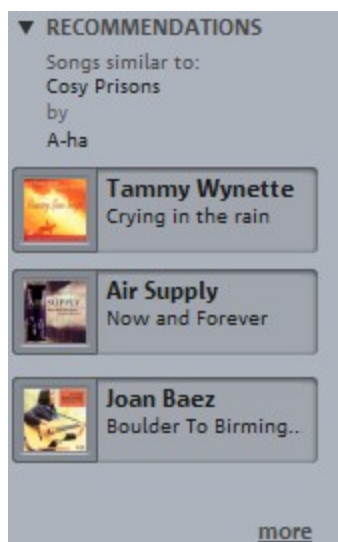 RECOMMENDATIONS
Songs similar to:
Cosy Prisons
by
A-ha
Tammy Wynette
Crying in the rain
SUPPLY
Air Supply
Now and Forever
Joan Baez
Boulder To Birming..
more